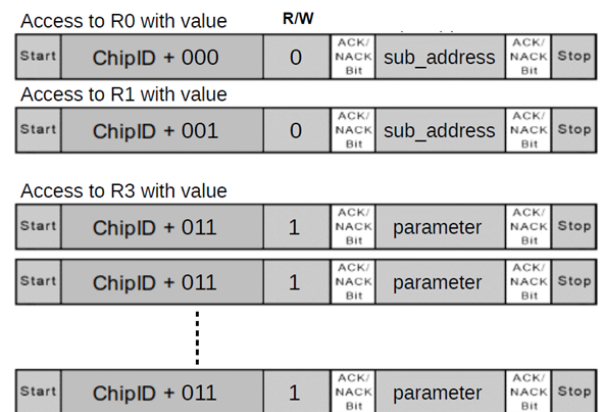 Access to R0 with value R/W
Start ChipID + 000 0 ACK/ NACK Bit sub_address ACK/ NACK Bit Stop
Access to R1 with value
Start ChipID + 001 0 ACK/ NACK Bit sub_address ACK/ NACK Bit Stop
Access to R3 with value
Start ChipID + 011 1 ACK/ NACK Bit parameter ACK/ NACK Bit Stop
Start ChipID + 011 1 ACK/ NACK Bit parameter ACK/ NACK Bit Stop
Start ChipID + 011 1 ACK/ NACK Bit parameter ACK/ NACK Bit Stop